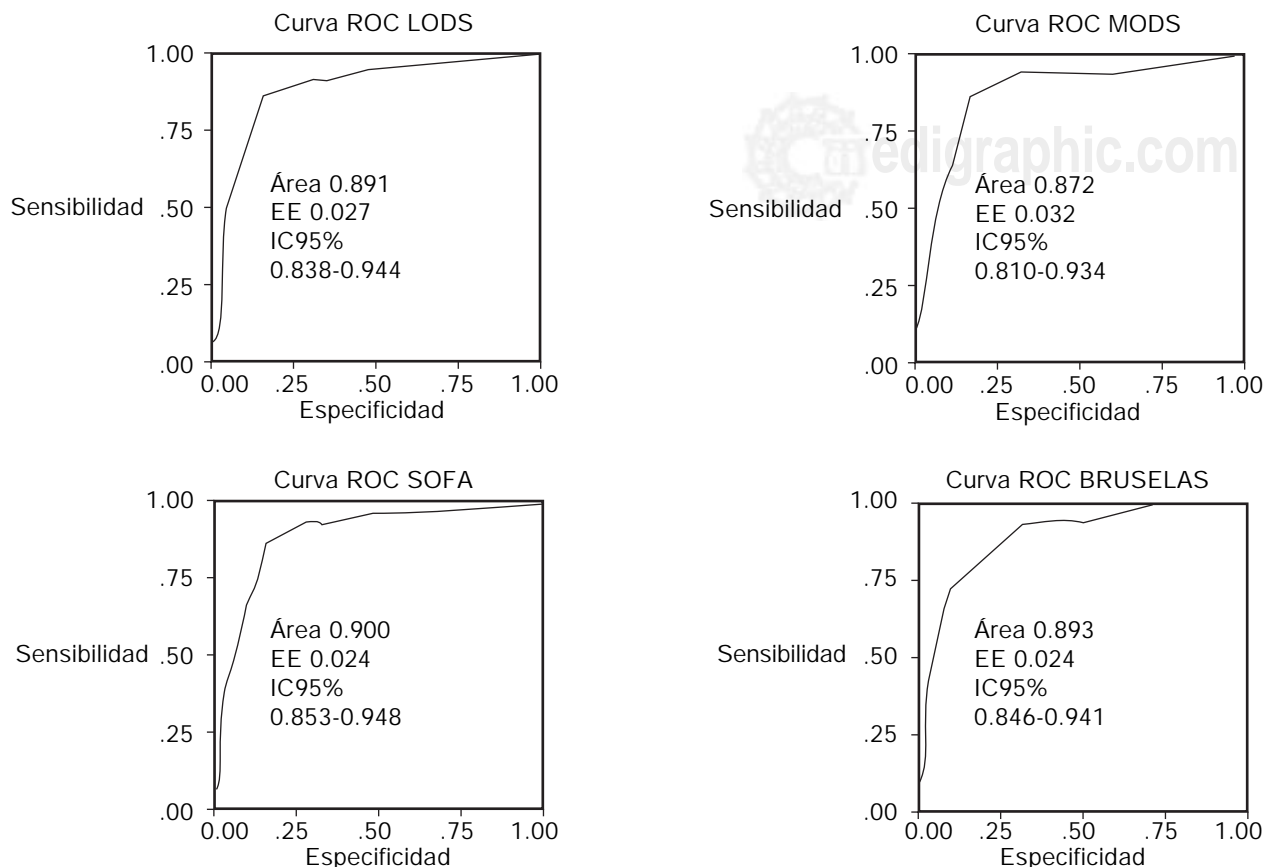 Curva ROC LODS
1.00
.75
Sensibilidad .50
.25
.00
Área 0.891
EE 0.027
IC95%
0.838-0.944
0.00 .25 .50 .75 1.00
Especificidad
Curva ROC MODS
1.00
.75
Sensibilidad .50
.25
.00
edigraphic.com
Área 0.872
EE 0.032
IC95%
0.810-0.934
0.00 .25 .50 .75 1.00
Especificidad
Curva ROC SOFA
1.00
.75
Sensibilidad .50
.25
.00
Área 0.900
EE 0.024
IC95%
0.853-0.948
0.00 .25 .50 .75 1.00
Especificidad
Curva ROC BRUSELAS
1.00
.75
Sensibilidad .50
.25
.00
Área 0.893
EE 0.024
IC95%
0.846-0.941
0.00 .25 .50 .75 1.00
Especificidad